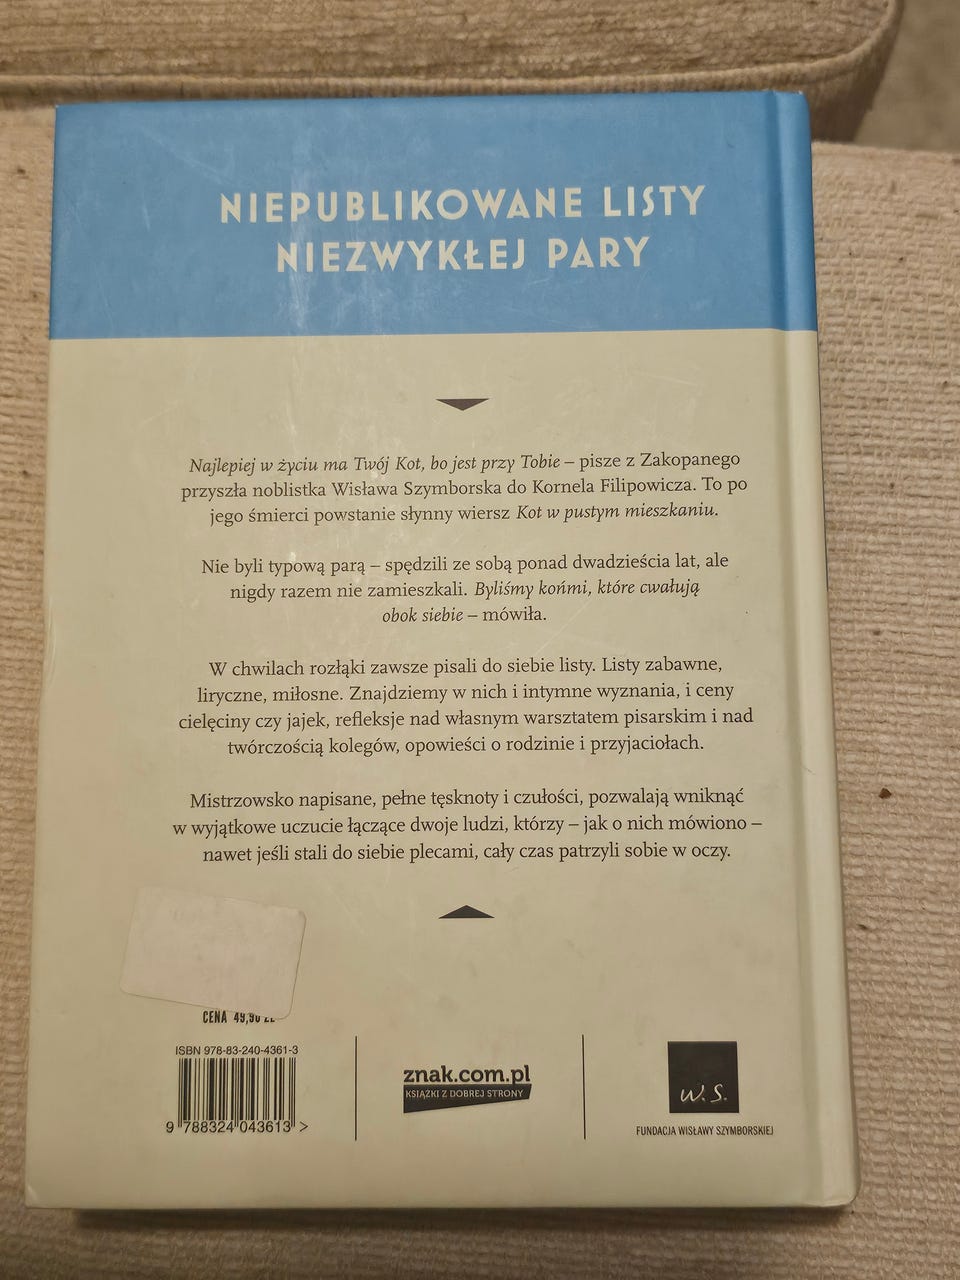 NIEPUBLIKOWANE LISTY
NIEZWYKŁEJ PARY
Najlepiej w życiu ma Twój Kot, bo jest przy Tobie – pisze z Zakopanego
przyszła noblistka Wisława Szymborska do Kornela Filipowicza. To po
jego śmierci powstanie słynny wiersz Kot w pustym mieszkaniu.
Nie byli typową parą – spędzili ze sobą ponad dwadzieścia lat, ale
nigdy razem nie zamieszkali. Byliśmy końmi, które cwałują
obok siebie – mówiła.
W chwilach rozłąki zawsze pisali do siebie listy. Listy zabawne,
liryczne, miłosne. Znajdziemy w nich i intymne wyznania, i ceny
cielęciny czy jajek, refleksje nad własnym warsztatem pisarskim i nad
twórczością kolegów, opowieści o rodzinie i przyjaciołach.
Mistrzowsko napisane, pełne tęsknoty i czułości, pozwalają wniknąć
w wyjątkowe uczucie łączące dwoje ludzi, którzy – jak o nich mówiono –
nawet jeśli stali do siebie plecami, cały czas patrzyli sobie w oczy.
CENA 49,90 ZŁ
ISBN 978-83-240-4361-3
9 788324 043613 >
znak.com.pl
KSIĄŻKI Z DOBREJ STRONY
W. S.
FUNDACJA WISŁAWY SZYMBORSKIEJ